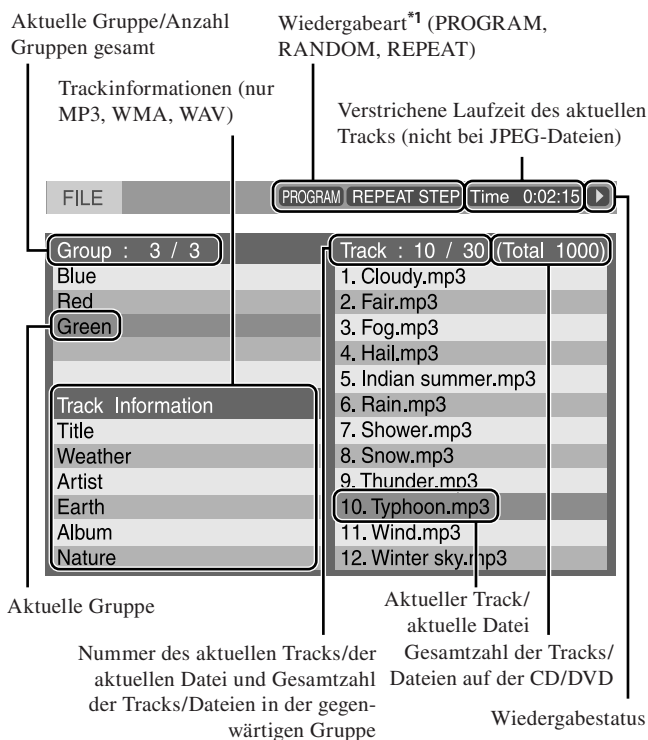 Aktuelle Gruppe/Anzahl
Gruppen gesamt
Wiedergabeart*1 (PROGRAM,
RANDOM, REPEAT)
Trackinformationen (nur
MP3, WMA, WAV)
Verstrichene Laufzeit des aktuellen
Tracks (nicht bei JPEG-Dateien)
FILE PROGRAM REPEAT STEP Time 0:02:15
Group : 3 / 3
Blue
Red
Green
Track Information
Title
Weather
Artist
Earth
Album
Nature
Track : 10 / 30 (Total 1000)
1. Cloudy.mp3
2. Fair.mp3
3. Fog.mp3
4. Hail.mp3
5. Indian summer.mp3
6. Rain.mp3
7. Shower.mp3
8. Snow.mp3
9. Thunder.mp3
10. Typhoon.mp3
11. Wind.mp3
12. Winter sky.mp3
Aktuelle Gruppe
Aktueller Track/
aktuelle Datei
Nummer des aktuellen Tracks/der
aktuellen Datei und Gesamtzahl
der Tracks/Dateien in der gegen-
wärtigen Gruppe
Gesamtzahl der Tracks/
Dateien auf der CD/DVD
Wiedergabestatus